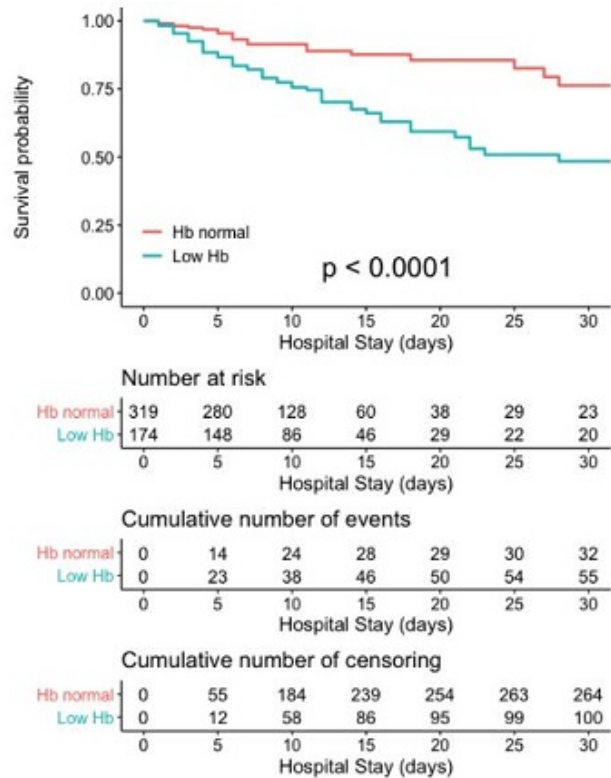 Survival probability
1.00
0.75
0.50
0.25
0.00
Hb normal
Low Hb
p < 0.0001
0 5 10 15 20 25 30
Hospital Stay (days)
Number at risk
Hb normal 319 280 128 60 38 29 23
Low Hb 174 148 86 46 29 22 20
0 5 10 15 20 25 30
Hospital Stay (days)
Cumulative number of events
Hb normal 0 14 24 28 29 30 32
Low Hb 0 23 38 46 50 54 55
0 5 10 15 20 25 30
Hospital Stay (days)
Cumulative number of censoring
Hb normal 0 55 184 239 254 263 264
Low Hb 0 12 58 86 95 99 100
0 5 10 15 20 25 30
Hospital Stay (days)